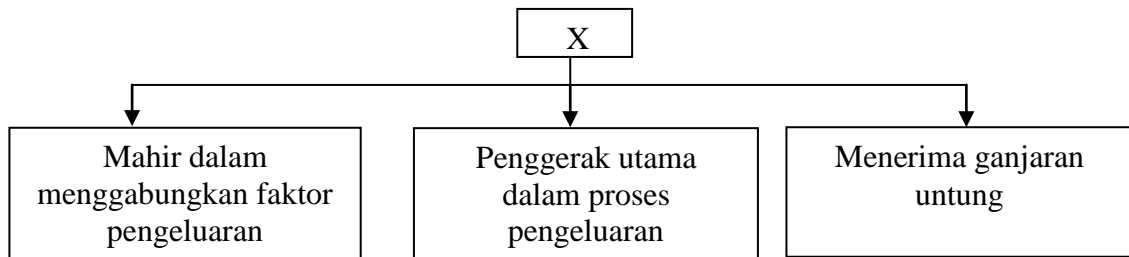 X
Mahir dalam
menggabungkan faktor
pengeluaran
Penggerak utama
dalam proses
pengeluaran
Menerima ganjaran
untung